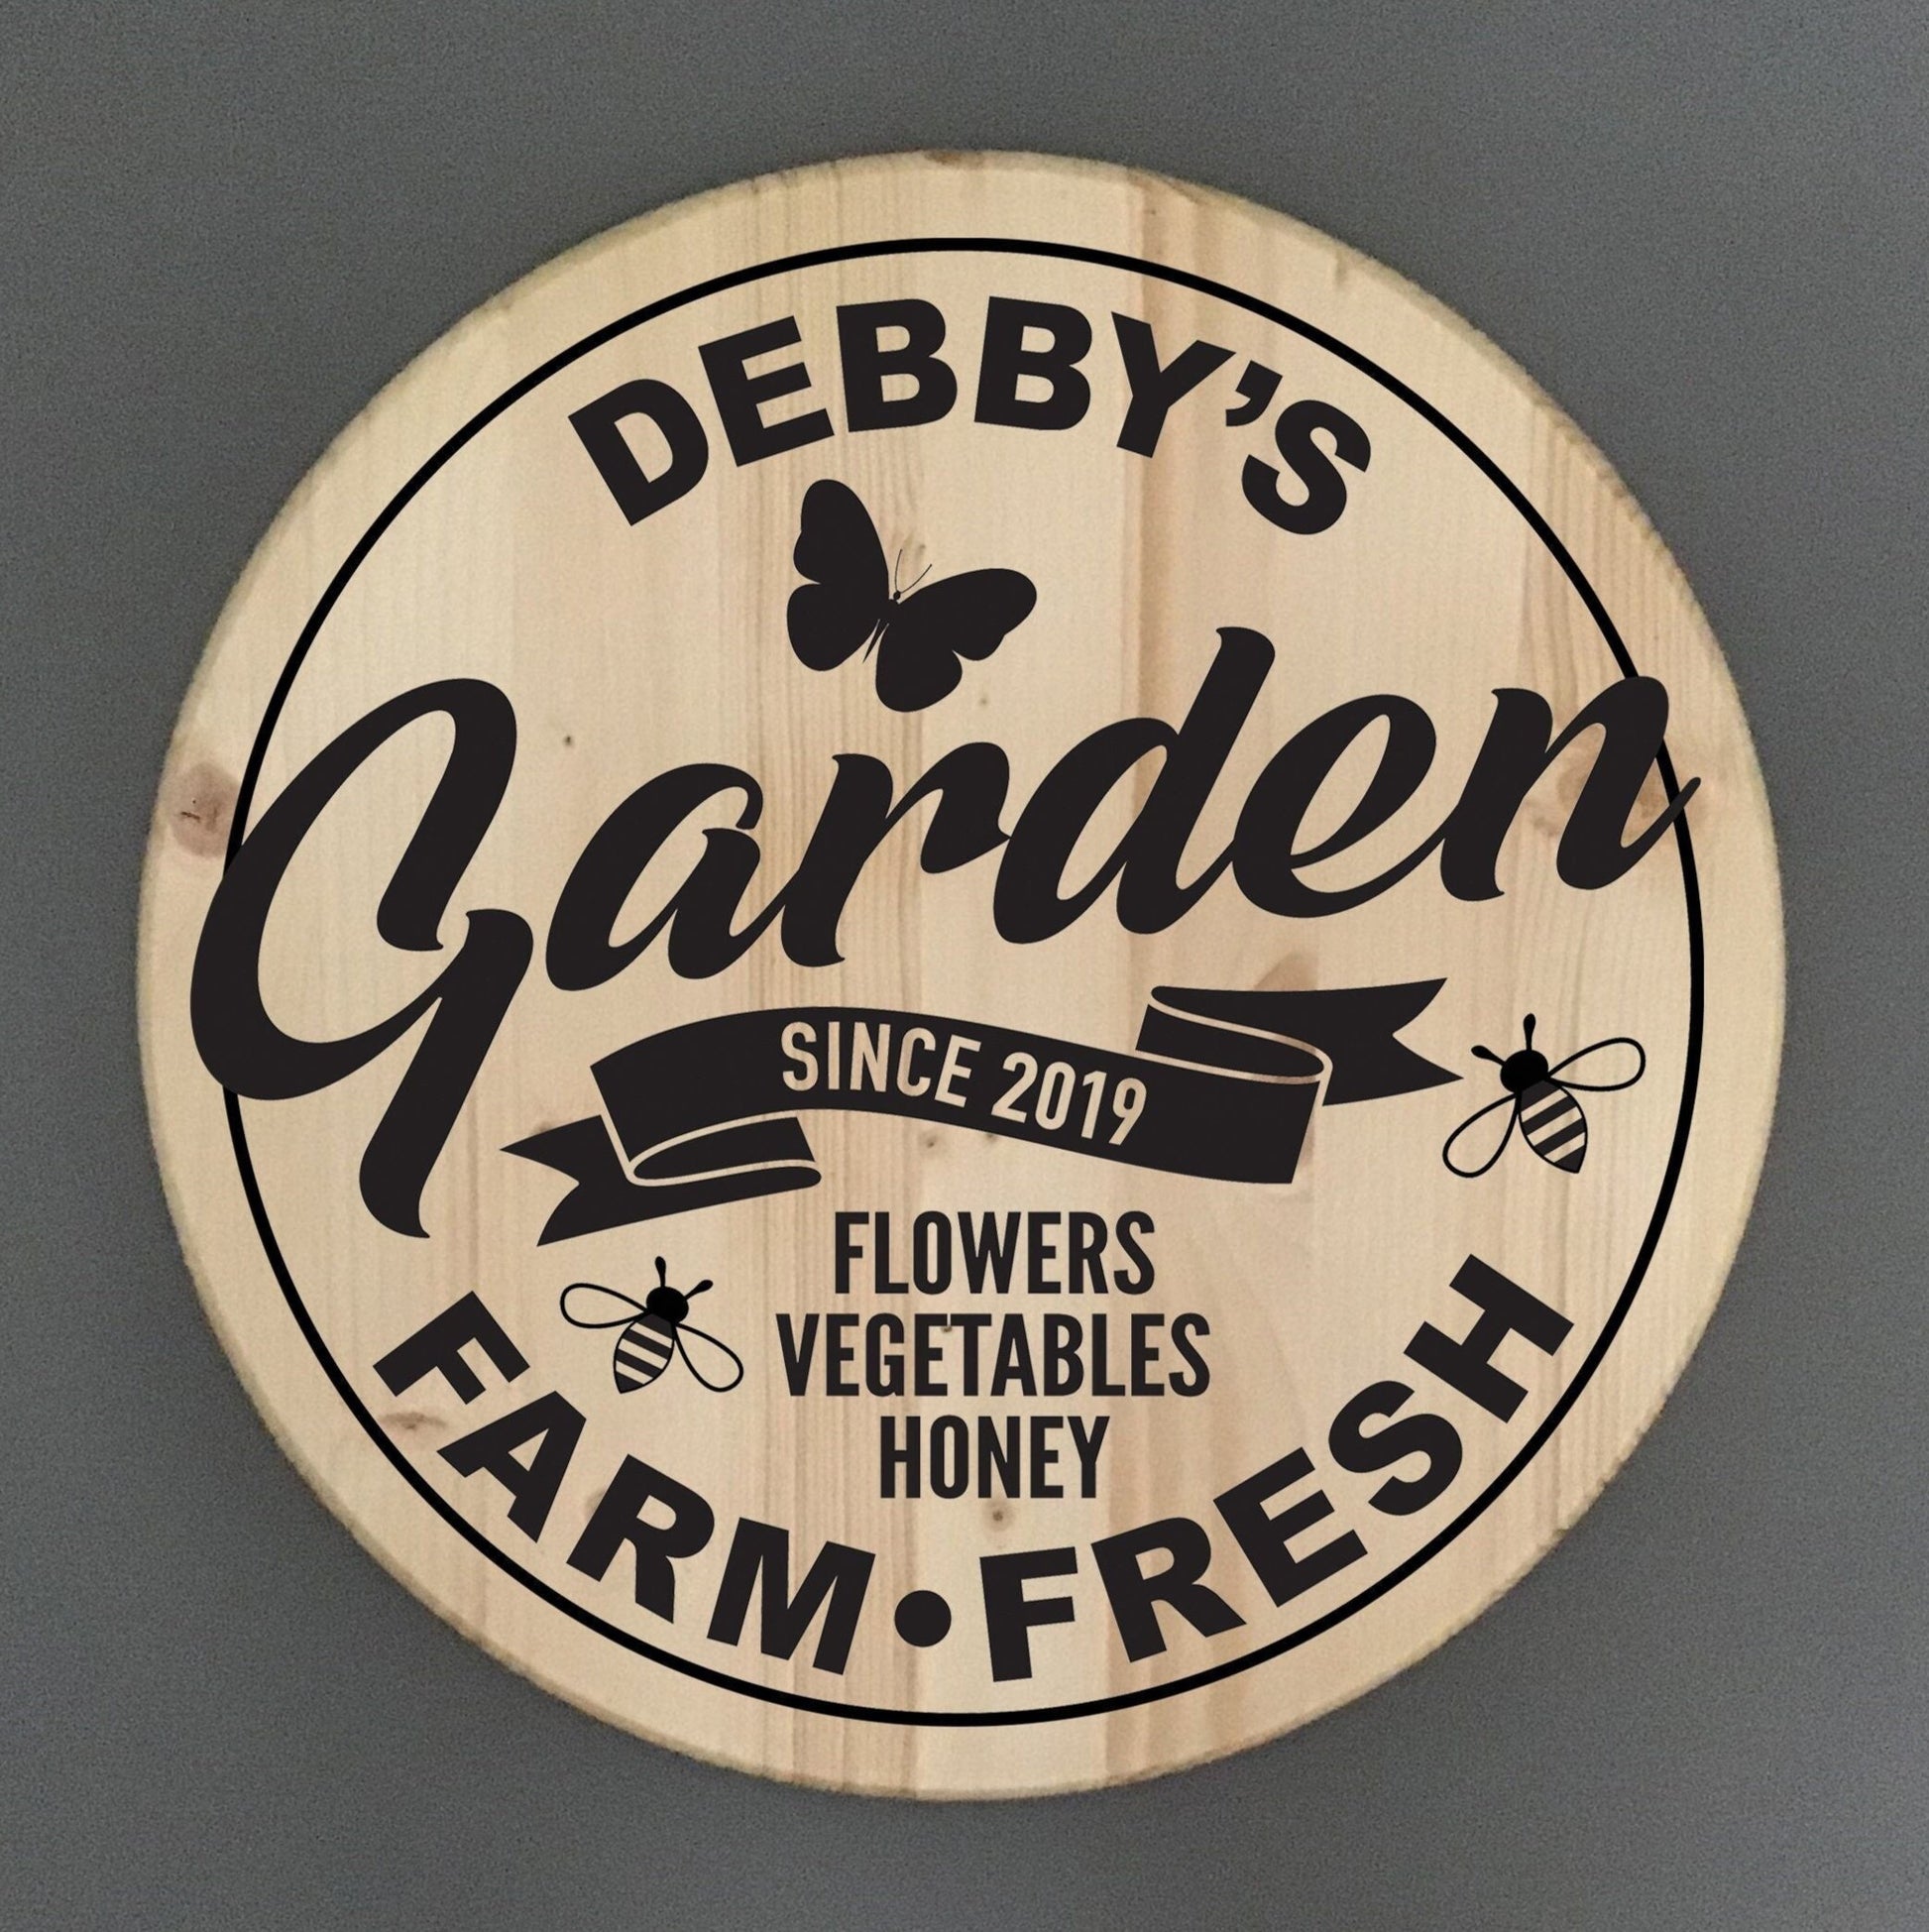 DEBBY'S
Garden
SINCE 2019
FLOWERS
VEGETABLES
HONEY
FARM • FRESH